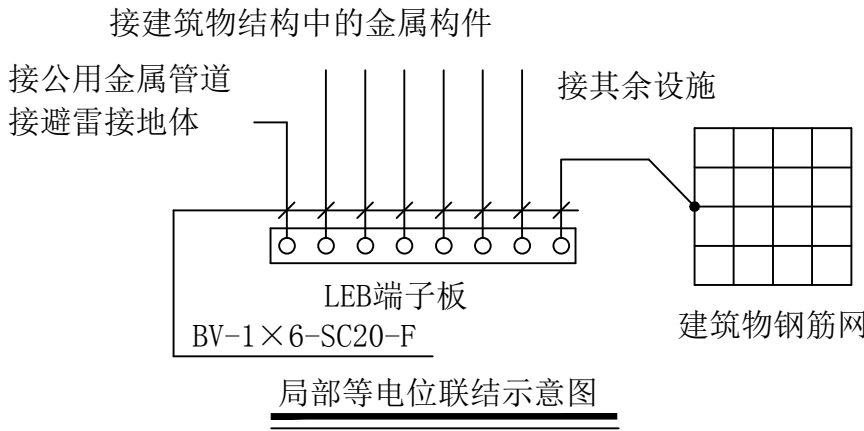 接建筑物结构中的金属构件
接公用金属管道
接避雷接地体
接其余设施
LEB端子板
BV-1×6-SC20-F
建筑物钢筋网
局部等电位联结示意图